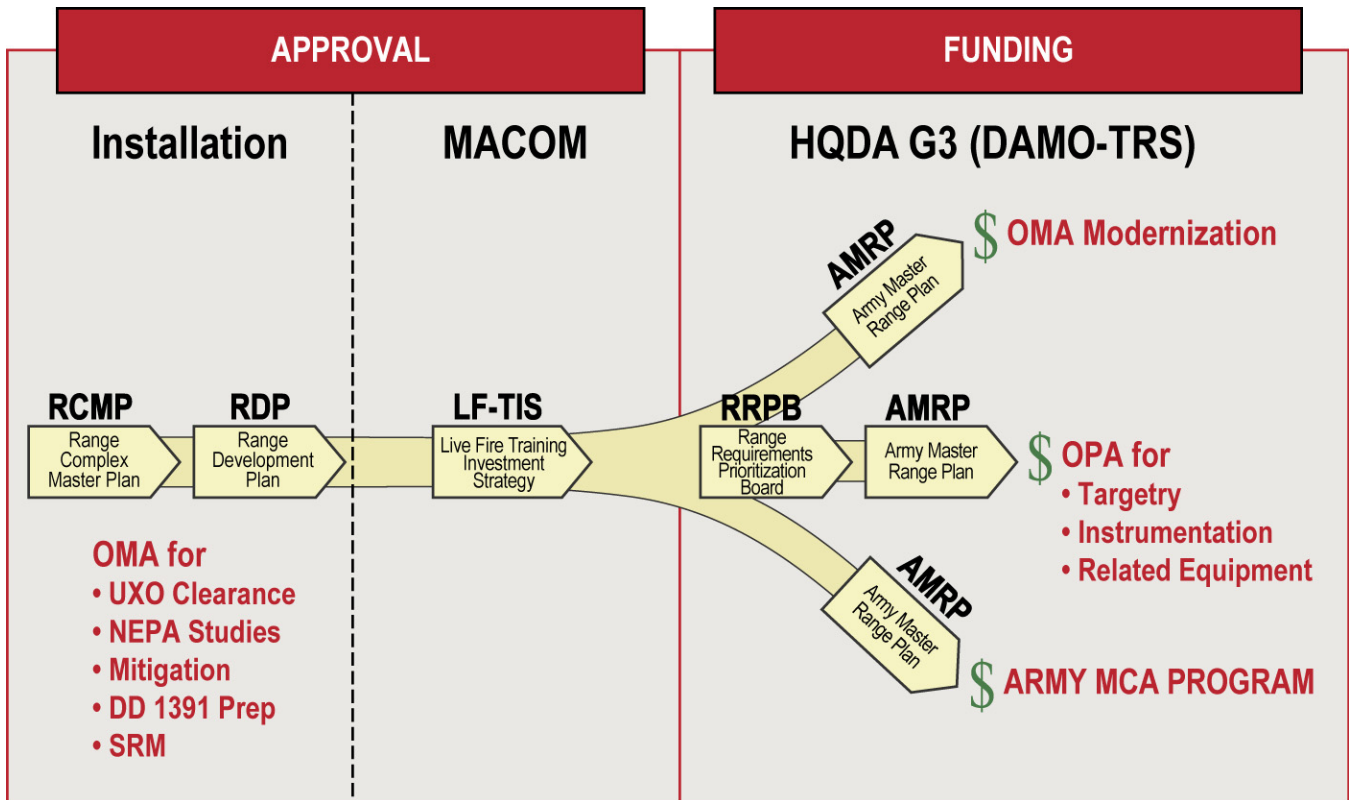 APPROVAL
FUNDING
Installation
MACOM
HQDA G3 (DAMO-TRS)
AMRP
Army Master
Range Plan
$ OMA Modernization
RCMP
Range
Complex
Master Plan
RDP
Range
Development
Plan
LF-TIS
Live Fire Training
Investment
Strategy
RRPB
Range
Requirements
Prioritization
Board
AMRP
Army Master
Range Plan
$ OPA for
• Targetry
• Instrumentation
• Related Equipment
OMA for
• UXO Clearance
• NEPA Studies
• Mitigation
• DD 1391 Prep
• SRM
AMRP
Army Master
Range Plan
$ ARMY MCA PROGRAM